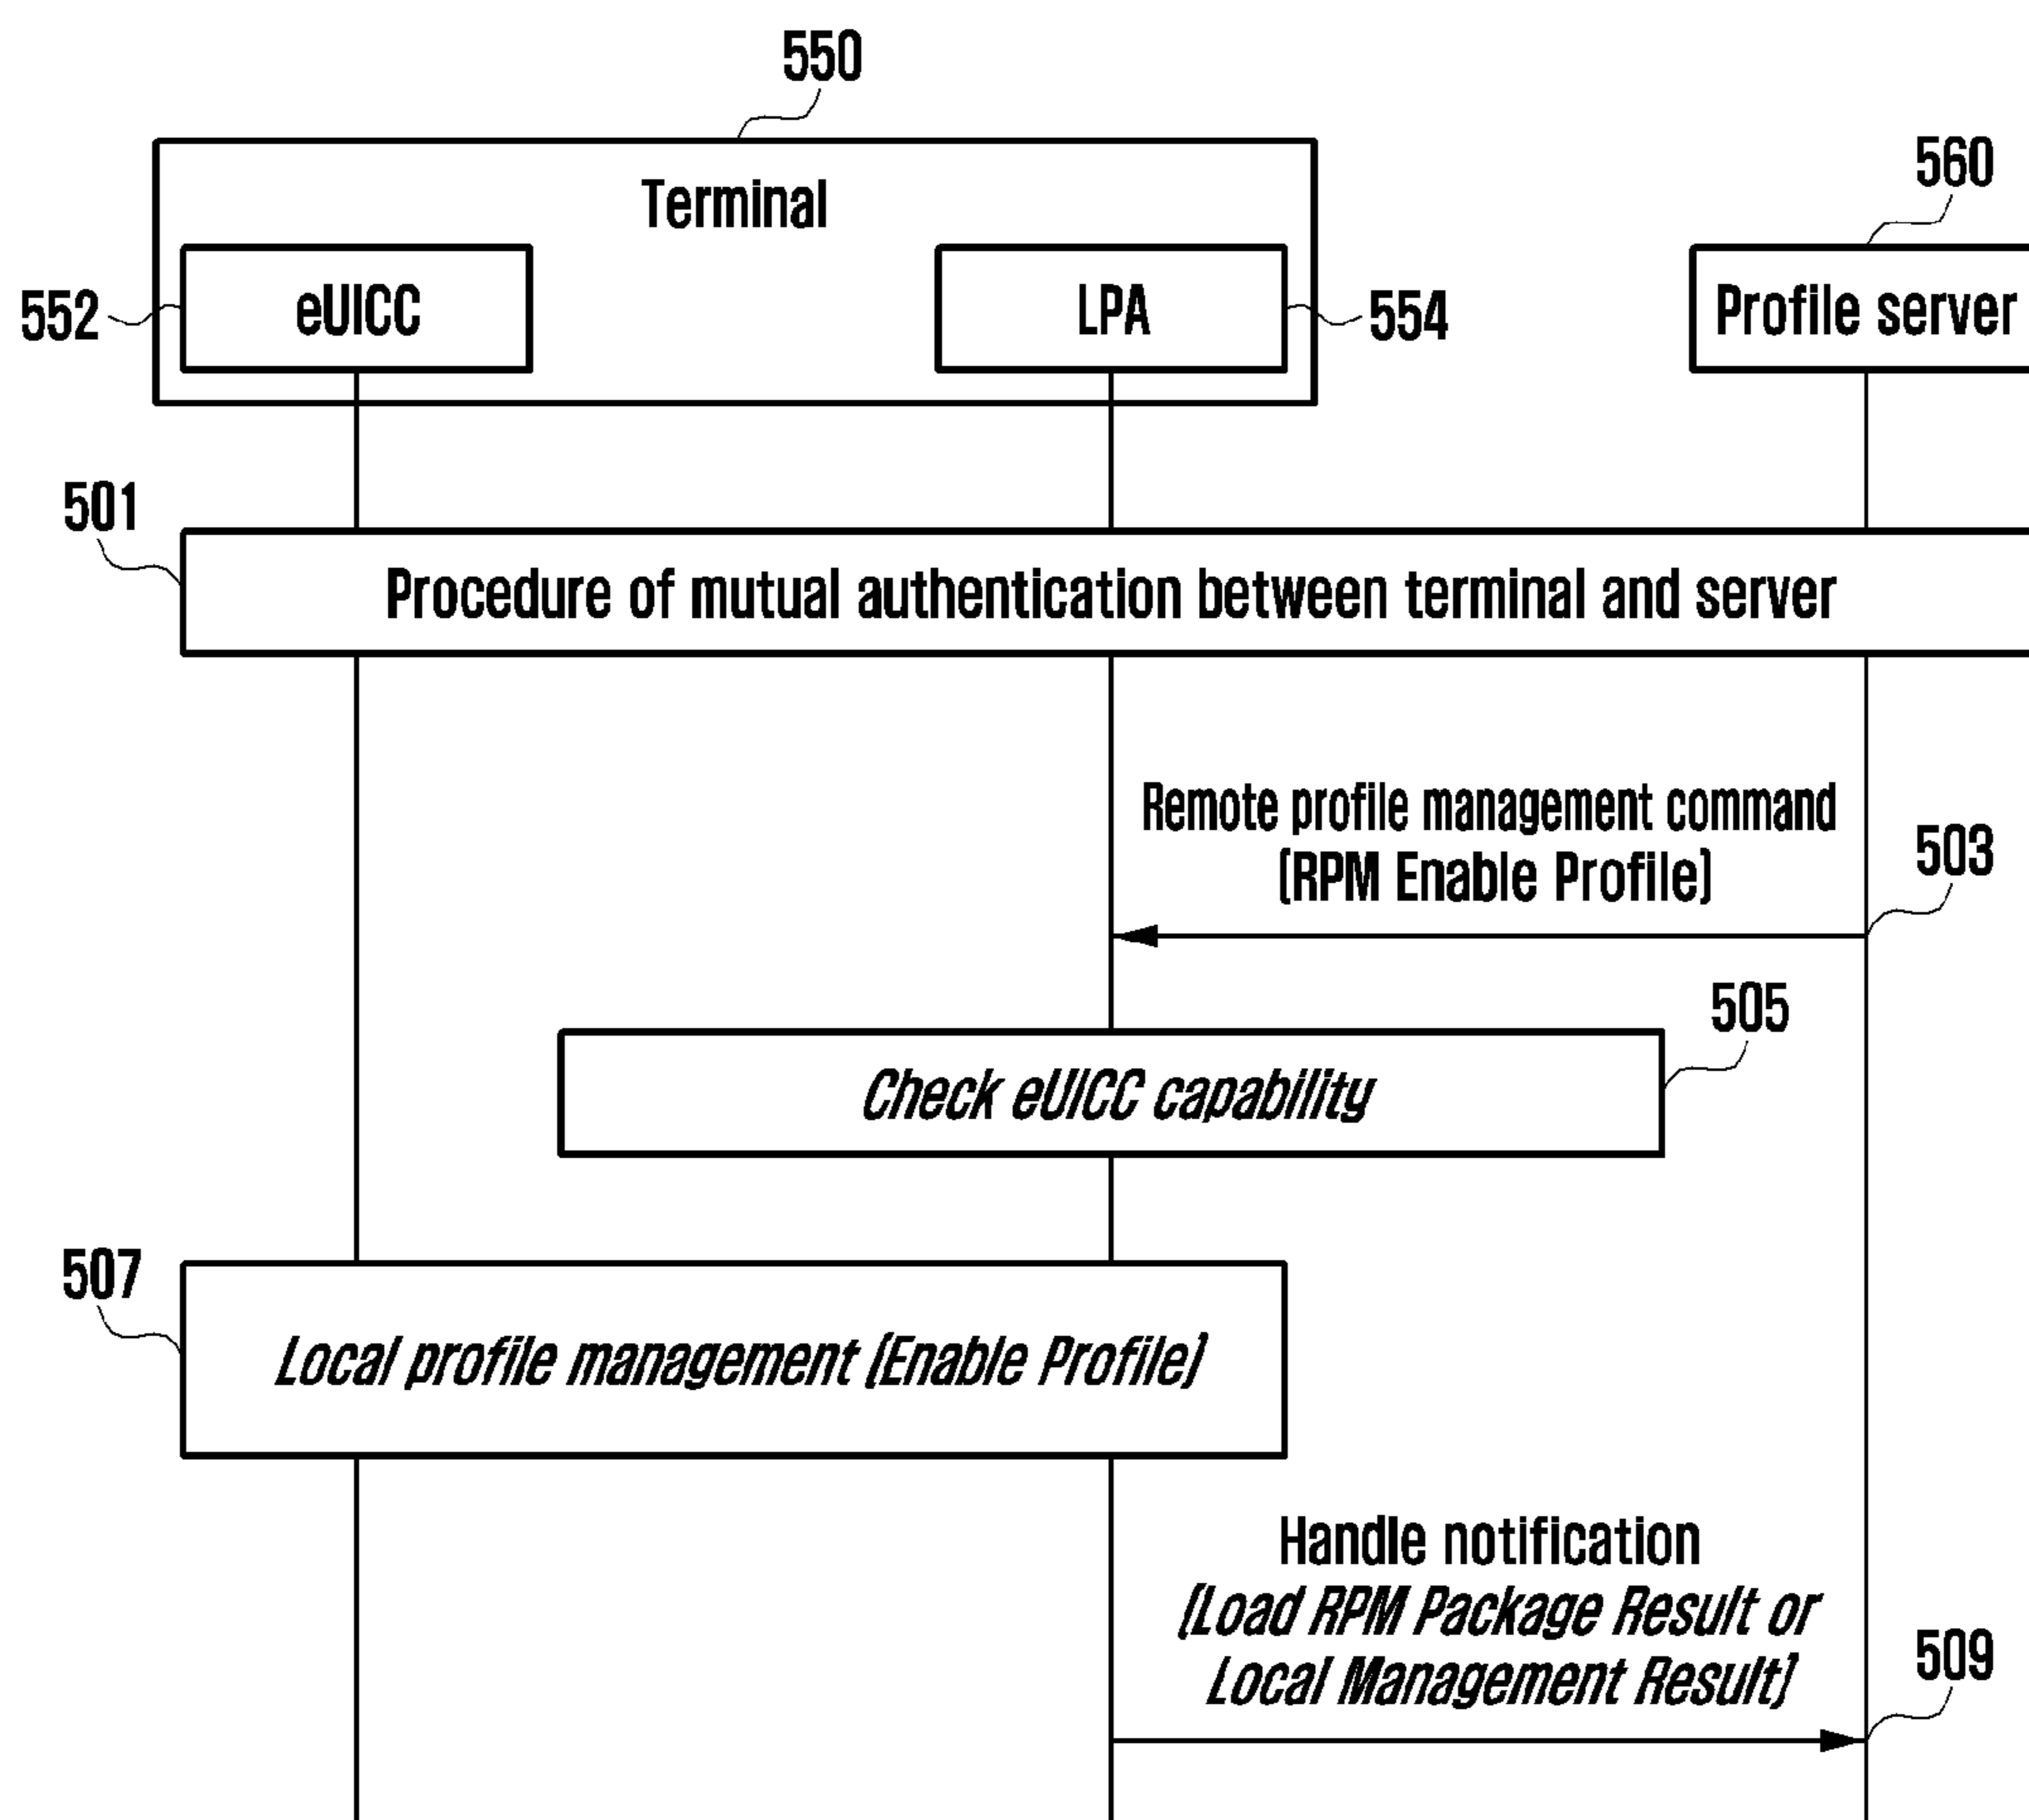 550
Terminal
560
552
eUICC
LPA
554
Profile server
501
Procedure of mutual authentication between terminal and server
Remote profile management command
(RPM Enable Profile)
503
505
Check eUICC capability
507
Local profile management (Enable Profile)
Handle notification
(Load RPM Package Result or
Local Management Result)
509